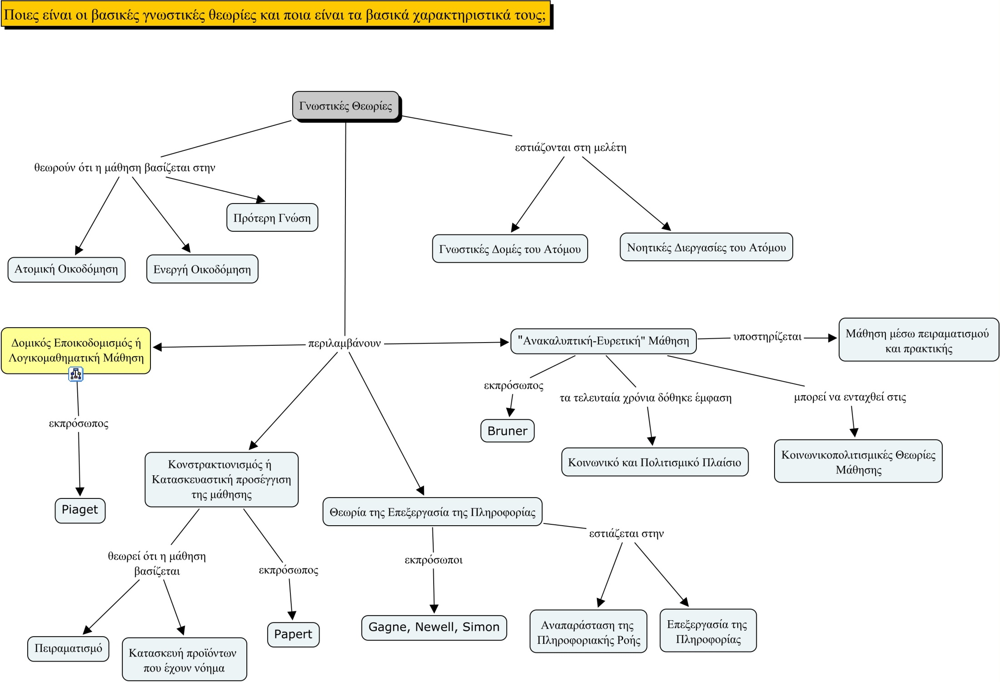 Ποιες είναι οι βασικές γνωστικές θεωρίες και ποια είναι τα βασικά χαρακτηριστικά τους;
Γνωστικές Θεωρίες
εστιάζονται στη μελέτη
θεωρούν ότι η μάθηση βασίζεται στην
Πρότερη Γνώση
Γνωστικές Δομές του Ατόμου
Νοητικές Διεργασίες του Ατόμου
Ατομική Οικοδόμηση
Ενεργή Οικοδόμηση
Δομικός Εποικοδομισμός ή
Λογικομαθηματική Μάθηση
περιλαμβάνουν
"Ανακαλυπτική-Ευρετική" Μάθηση
υποστηρίζεται
Μάθηση μέσω πειραματισμού
και πρακτικής
εκπρόσωπος
τα τελευταία χρόνια δόθηκε έμφαση
μπορεί να ενταχθεί στις
εκπρόσωπος
Bruner
Κοινωνικό και Πολιτισμικό Πλαίσιο
Κοινωνικοπολιτισμικές Θεωρίες
Μάθησης
Κονστρακτιονισμός ή
Κατασκευαστική προσέγγιση
της μάθησης
Piaget
Θεωρία της Επεξεργασία της Πληροφορίας
εστιάζεται στην
θεωρεί ότι η μάθηση
βασίζεται
εκπρόσωπος
εκπρόσωποι
Gagne, Newell, Simon
Αναπαράσταση της
Πληροφοριακής Ροής
Επεξεργασία της
Πληροφορίας
Papert
Πειραματισμό
Κατασκευή προϊόντων
που έχουν νόημα